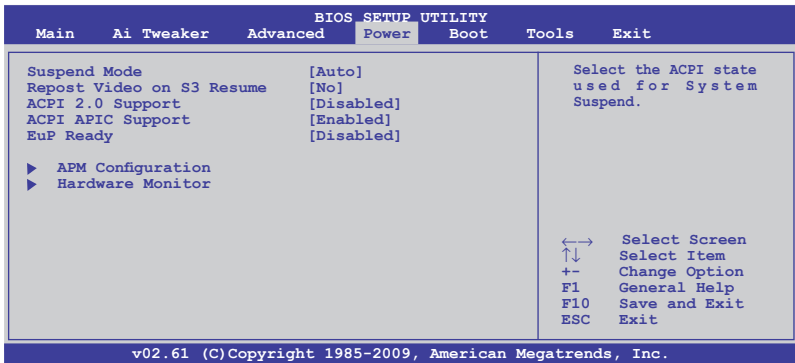 BIOS SETUP UTILITY
Main Ai Tweaker Advanced Power Boot Tools Exit
Suspend Mode [Auto]
Repost Video on S3 Resume [No]
ACPI 2.0 Support [Disabled]
ACPI APIC Support [Enabled]
EuP Ready [Disabled]
APM Configuration
Hardware Monitor
Select the ACPI state
used for System
Suspend.
←→ Select Screen
↑↓ Select Item
+- Change Option
F1 General Help
F10 Save and Exit
ESC Exit
v02.61 (C)Copyright 1985-2009, American Megatrends, Inc.